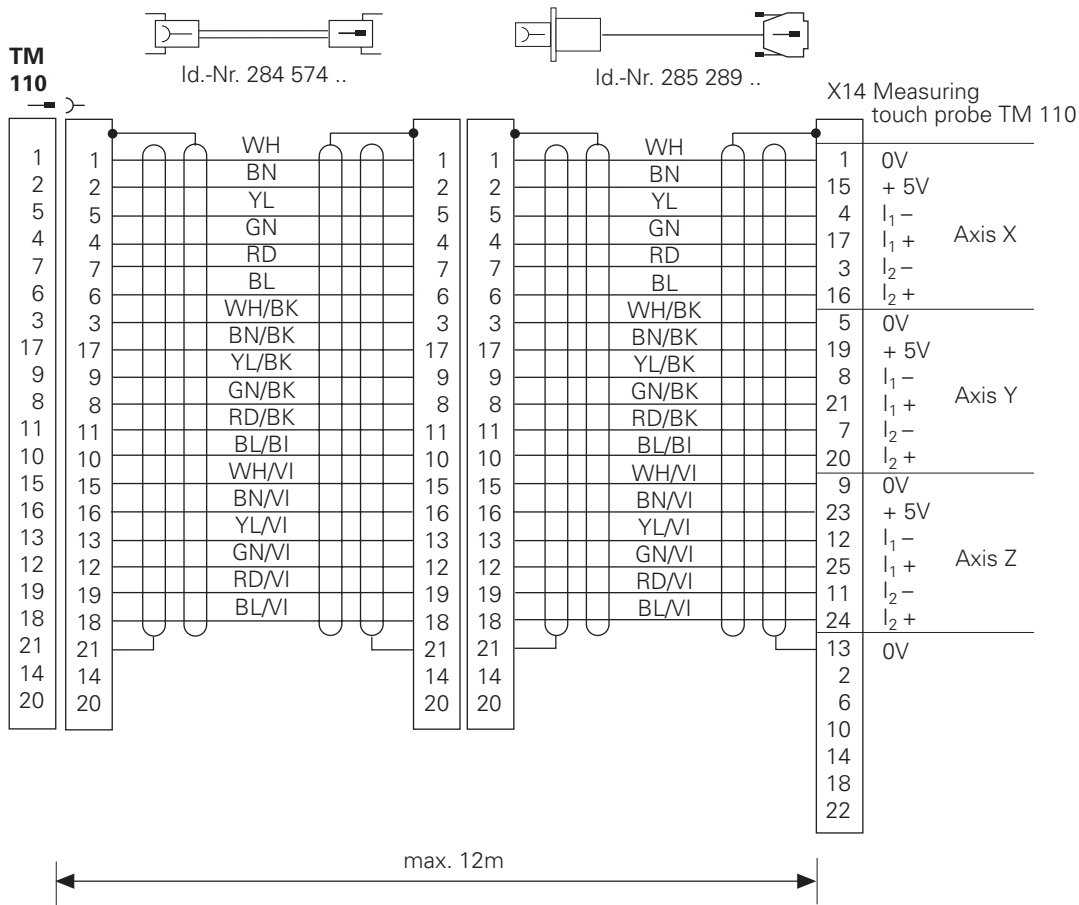 TM
110
Id.-Nr. 284 574 ..
Id.-Nr. 285 289 ..
X14 Measuring
touch probe TM 110
1 1 WH 1 1 WH 1 0V
2 2 BN 2 2 BN 15 + 5V
5 5 YL 5 5 YL 4 I₁ –
4 4 GN 4 4 GN 17 I₁ + Axis X
7 7 RD 7 7 RD 3 I₂ –
6 6 BL 6 6 BL 16 I₂ +
3 3 WH/BK 3 3 WH/BK 5 0V
17 17 BN/BK 17 17 BN/BK 19 + 5V
9 9 YL/BK 9 9 YL/BK 8 I₁ –
8 8 GN/BK 8 8 GN/BK 21 I₁ + Axis Y
11 11 RD/BK 11 11 RD/BK 7 I₂ –
10 10 BL/BI 10 10 BL/BI 20 I₂ +
15 15 WH/VI 15 15 WH/VI 9 0V
16 16 BN/VI 16 16 BN/VI 23 + 5V
13 13 YL/VI 13 13 YL/VI 12 I₁ –
12 12 GN/VI 12 12 GN/VI 25 I₁ + Axis Z
19 19 RD/VI 19 19 RD/VI 11 I₂ –
18 18 BL/VI 18 18 BL/VI 24 I₂ +
21 21 21 21 13 0V
14 14 14 14 2
20 20 20 20 6
10
14
18
22
max. 12m